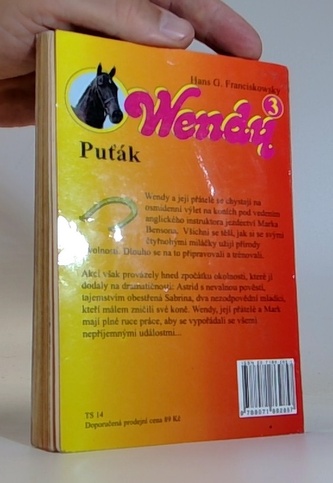 Hans G. Franciskowsky
Wendy 3
Puťák
Wendy a její přátelé se chystají na
osmidenní výlet na koních pod vedením
anglického instruktora jezdectví Marka
Bensona. Všichni se těší, jak si se svými
čtyřnohými miláčky užijí přírody
volnosti. Dlouho se na to připravovali a trénovali.
Akci však provázely hned zpočátku okolnosti, které jí
dodaly na dramatičnosti: Astrid s nevalnou pověstí,
tajemstvím obestřená Sabrina, dva nezodpovědní mladíci,
kteří málem zničili své koně. Wendy, její přátelé a Mark
mají plné ruce práce, aby se vypořádali se všemi
nepříjemnými událostmi...
TS 14
Doporučená prodejní cena 89 Kč